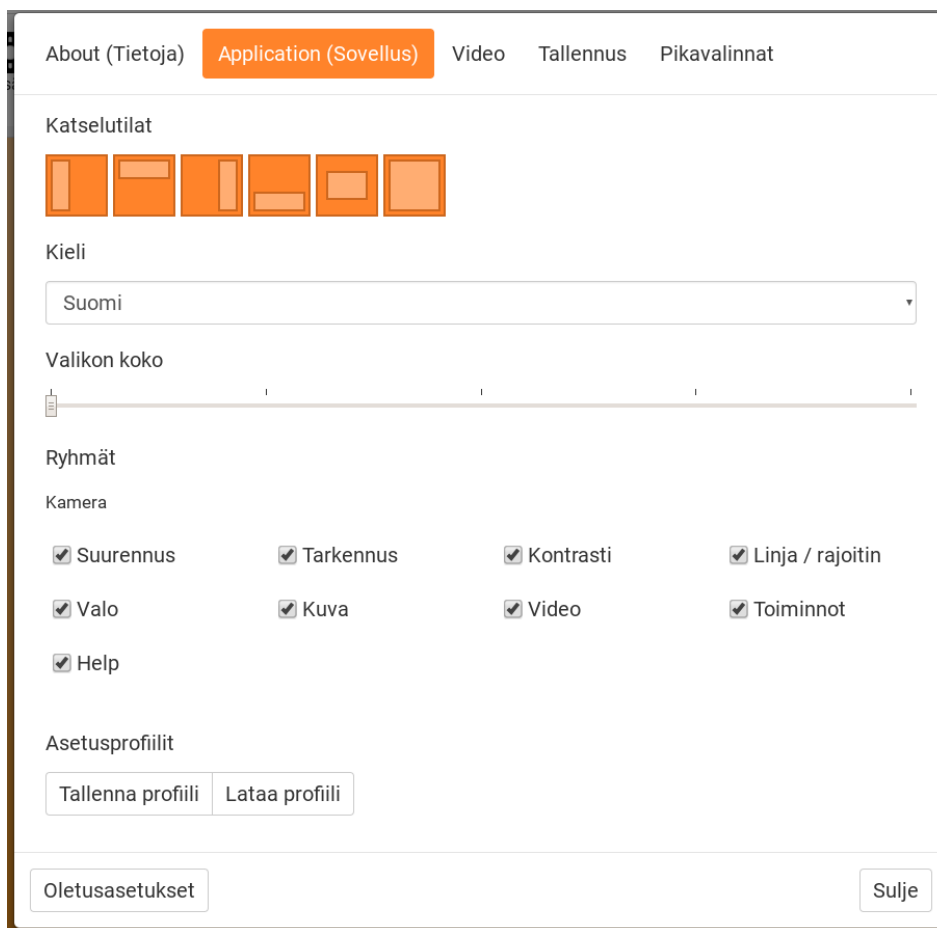 About (Tietoja) Application (Sovellus) Video Tallennus Pikavalinnat
Katselutilat
Kieli
Suomi
Valikon koko
Ryhmät
Kamera
Suurennus Tarkennus Kontrasti Linja / rajoitin
Valo Kuva Video Toiminnot
Help
Asetusprofiilit
Tallenna profiili Lataa profiili
Oletusasetukset Sulje